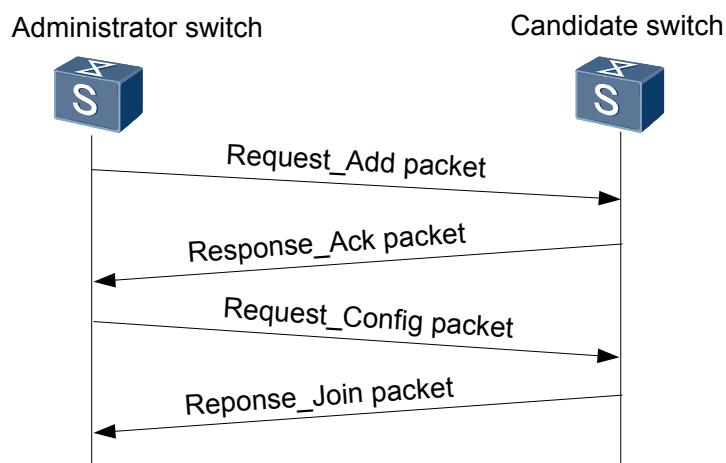 Administrator switch
Candidate switch
S
S
Request_Add packet
Response_Ack packet
Request_Config packet
Reponse_Join packet